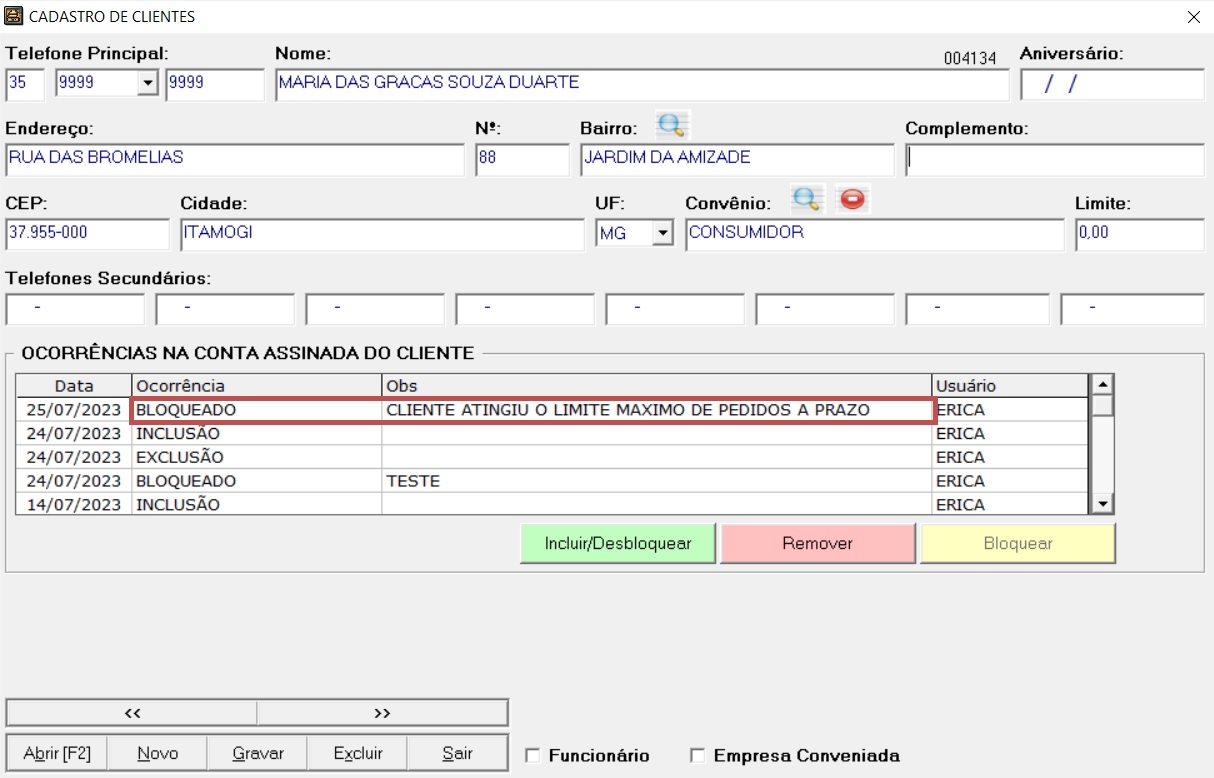 CADASTRO DE CLIENTES
Telefone Principal: Nome: 004134 Aniversário:
35 9999 9999 MARIA DAS GRACAS SOUZA DUARTE / /
Endereço: Nº: Bairro: Complemento:
RUA DAS BROMELIAS 88 JARDIM DA AMIZADE
CEP: Cidade: UF: Convênio: Limite:
37.955-000 ITAMOGI MG CONSUMIDOR 0,00
Telefones Secundários:
- - - - - - - -
OCORRÊNCIAS NA CONTA ASSINADA DO CLIENTE
Data Ocorrência Obs Usuário
25/07/2023 BLOQUEADO CLIENTE ATINGIU O LIMITE MAXIMO DE PEDIDOS A PRAZO ERICA
24/07/2023 INCLUSÃO ERICA
24/07/2023 EXCLUSÃO ERICA
24/07/2023 BLOQUEADO TESTE ERICA
14/07/2023 INCLUSÃO ERICA
Incluir/Desbloquear Remover Bloquear
<< >>
Abrir [F2] Novo Gravar Excluir Sair Funcionário Empresa Conveniada